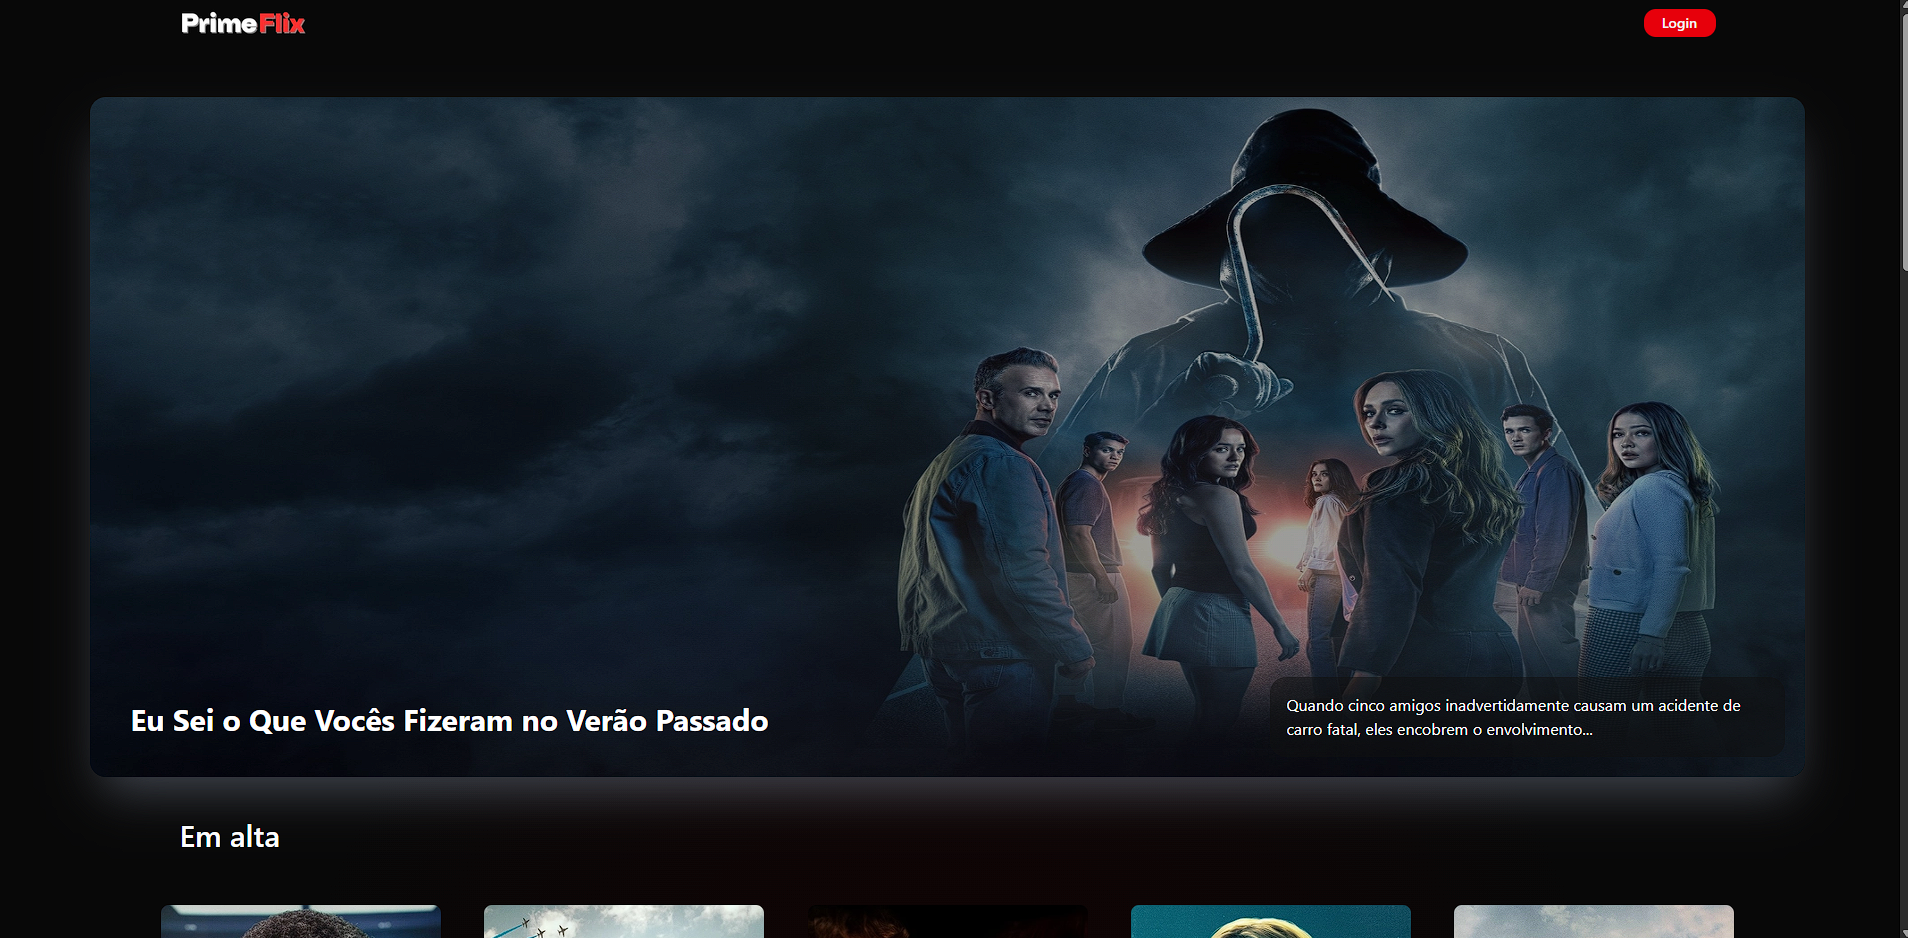 PrimeFlix
Login
Eu Sei o Que Vocês Fizeram no Verão Passado
Quando cinco amigos inadvertidamente causam um acidente de
carro fatal, eles encobrem o envolvimento...
Em alta